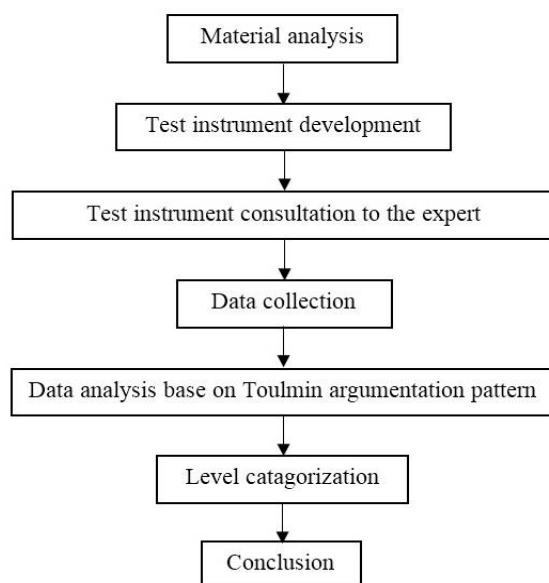 Material analysis
Test instrument development
Test instrument consultation to the expert
Data collection
Data analysis base on Toulmin argumentation pattern
Level catagorization
Conclusion